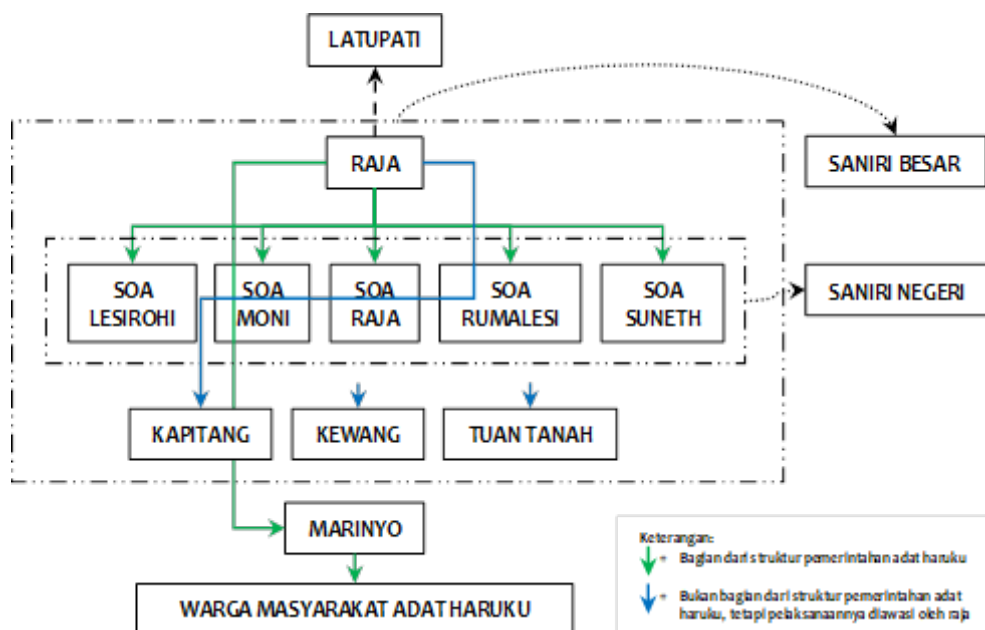 LATUPATI
RAJA
SANIRI BESAR
SOA
LESIROHI
SOA
MONI
SOA
RAJA
SOA
RUMALESI
SOA
SUNETH
SANIRI NEGERI
KAPITANG
KEWANG
TUAN TANAH
MARINYO
WARGA MASYARAKAT ADAT HARUKU
Keterangan:
= Bagian dari struktur pemerintahan adat haruku
= Bukan bagian dari struktur pemerintahan adat
haruku, tetapi pelaksanaannya diawasi oleh raja